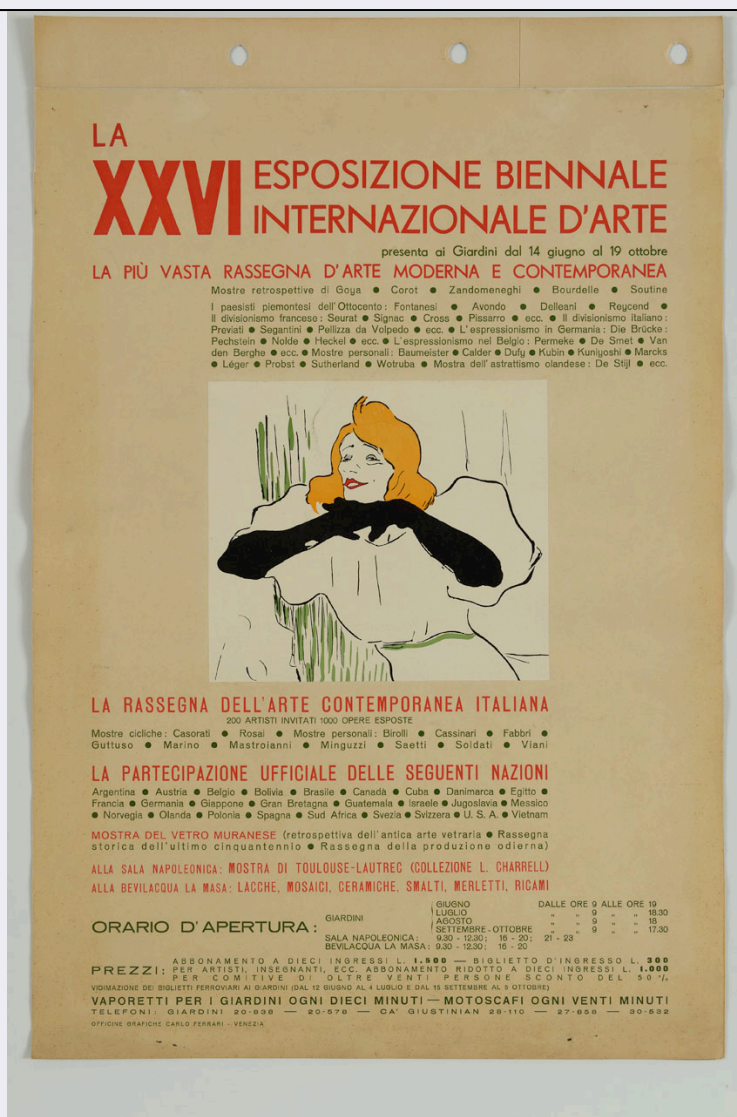 LA
XXVI ESPOSIZIONE BIENNALE
INTERNAZIONALE D'ARTE
presenta ai Giardini dal 14 giugno al 19 ottobre
LA PIÙ VASTA RASSEGNA D'ARTE MODERNA E CONTEMPORANEA
Mostre retrospettive di Goya ● Corot ● Zandomeneghi ● Bourdelle ● Soutine
I paesisti piemontesi dell'Ottocento: Fontanesi ● Avondo ● Delleani ● Reycend ●
Il divisionismo francese: Seurat ● Signac ● Cross ● Pissarro ● ecc. ● Il divisionismo italiano:
Previati ● Segantini ● Pellizza da Volpedo ● ecc. ● L'espressionismo in Germania: Die Brücke:
Pechstein ● Nolde ● Heckel ● ecc. ● L'espressionismo nel Belgio: Permeke ● De Smet ● Van
den Berghe ● ecc. ● Mostre personali: Baumeister ● Calder ● Dufy ● Kubin ● Kuniyoshi ● Marcks
● Léger ● Probst ● Sutherland ● Wotruba ● Mostra dell'astrattismo olandese: De Stijl ● ecc.
LA RASSEGNA DELL'ARTE CONTEMPORANEA ITALIANA
200 ARTISTI INVITATI 1000 OPERE ESPOSTE
Mostre cicliche: Casorati ● Rosai ● Mostre personali: Birolli ● Cassinari ● Fabbri ●
Guttuso ● Marino ● Mastroianni ● Minguzzi ● Saetti ● Soldati ● Viani
LA PARTECIPAZIONE UFFICIALE DELLE SEGUENTI NAZIONI
Argentina ● Austria ● Belgio ● Bolivia ● Brasile ● Canadà ● Cuba ● Danimarca ● Egitto ●
Francia ● Germania ● Giappone ● Gran Bretagna ● Guatemala ● Israele ● Jugoslavia ● Messico
● Norvegia ● Olanda ● Polonia ● Spagna ● Sud Africa ● Svezia ● Svizzera ● U. S. A. ● Vietnam
MOSTRA DEL VETRO MURANESE (retrospettiva dell'antica arte vetraria ● Rassegna
storica dell'ultimo cinquantennio ● Rassegna della produzione odierna)
ALLA SALA NAPOLEONICA: MOSTRA DI TOULOUSE-LAUTREC (COLLEZIONE L. CHARRELL)
ALLA BEVILACQUA LA MASA: LACCHE, MOSAICI, CERAMICHE, SMALTI, MERLETTI, RICAMI
ORARIO D'APERTURA:
GIARDINI
GIUGNO DALLE ORE 9 ALLE ORE 19
LUGLIO „ „ 9 „ „ 18.30
AGOSTO „ „ 9 „ „ 18
SETTEMBRE-OTTOBRE „ „ 9 „ „ 17.30
SALA NAPOLEONICA: 9.30 - 12.30; 16 - 20; 21 - 23
BEVILACQUA LA MASA: 9.30 - 12.30; 16 - 20
PREZZI: ABBONAMENTO A DIECI INGRESSI L. 1.500 — BIGLIETTO D'INGRESSO L. 300
PER ARTISTI, INSEGNANTI, ECC. ABBONAMENTO RIDOTTO A DIECI INGRESSI L. 1.000
PER COMITIVE DI OLTRE VENTI PERSONE SCONTO DEL 50 %
VIDIMAZIONE DEI BIGLIETTI FERROVIARI AI GIARDINI (DAL 12 GIUGNO AL 4 LUGLIO E DAL 15 SETTEMBRE AL 5 OTTOBRE)
VAPORETTI PER I GIARDINI OGNI DIECI MINUTI — MOTOSCAFI OGNI VENTI MINUTI
TELEFONI: GIARDINI 20-838 — 20-578 — CA' GIUSTINIAN 28-110 — 27-858 — 30-632
OFFICINE GRAFICHE CARLO FERRARI - VENEZIA